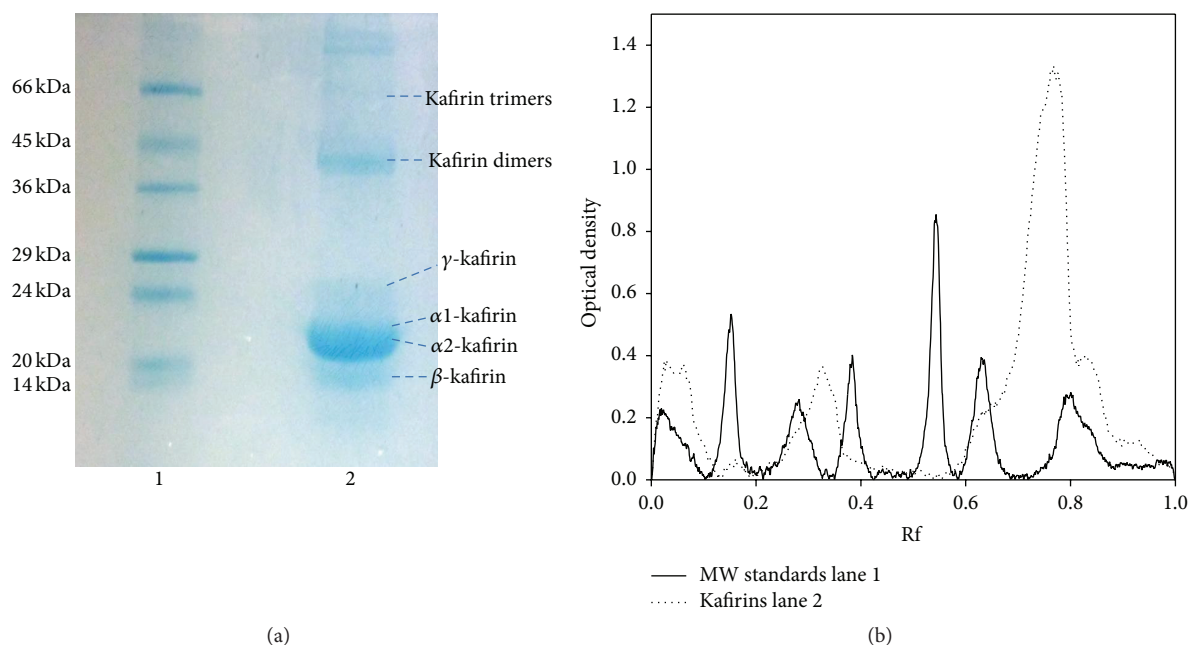 66 kDa
45 kDa
36 kDa
29 kDa
24 kDa
20 kDa
14 kDa
Kafirin trimers
Kafirin dimers
γ-kafirin
α1-kafirin
α2-kafirin
β-kafirin
1 2
(a)
Optical density
1.4
1.2
1.0
0.8
0.6
0.4
0.2
0.0
0.0 0.2 0.4 0.6 0.8 1.0
Rf
MW standards lane 1
Kafirins lane 2
(b)